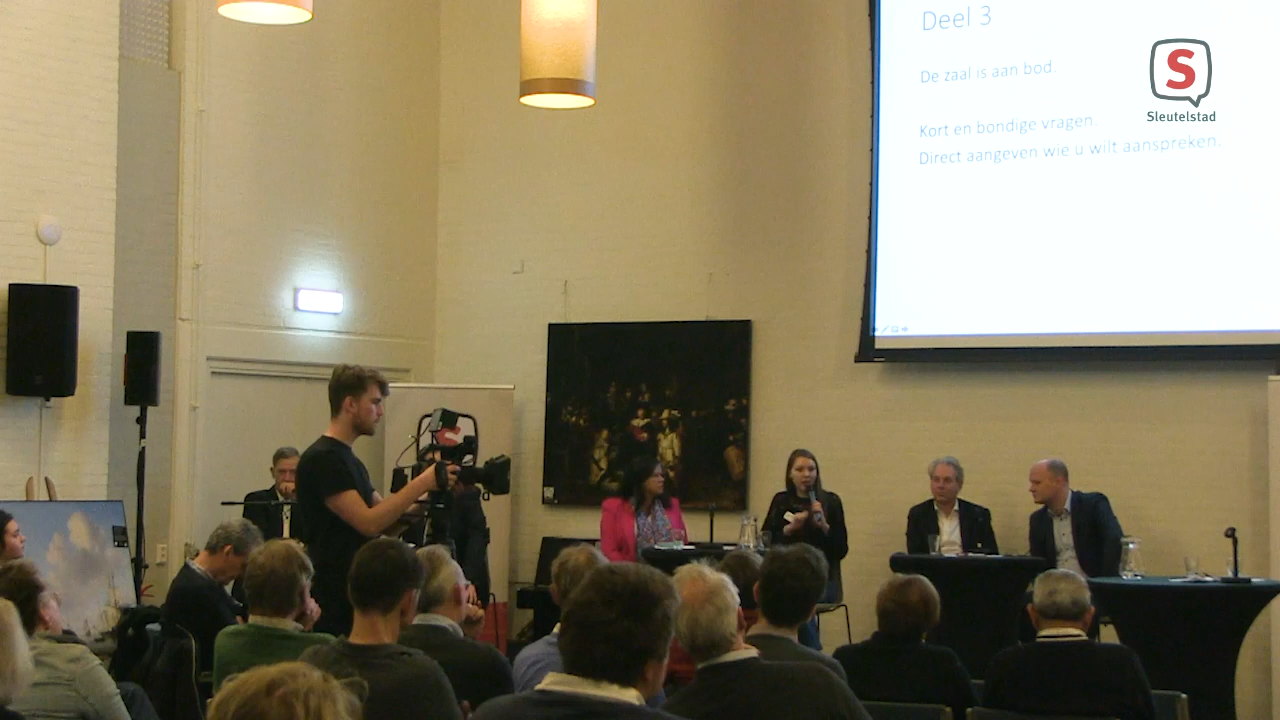 Deel 3
De zaal is aan bod.
Kort en bondige vragen.
Direct aangeven wie u wilt aanspreken.
S
Sleutelstad